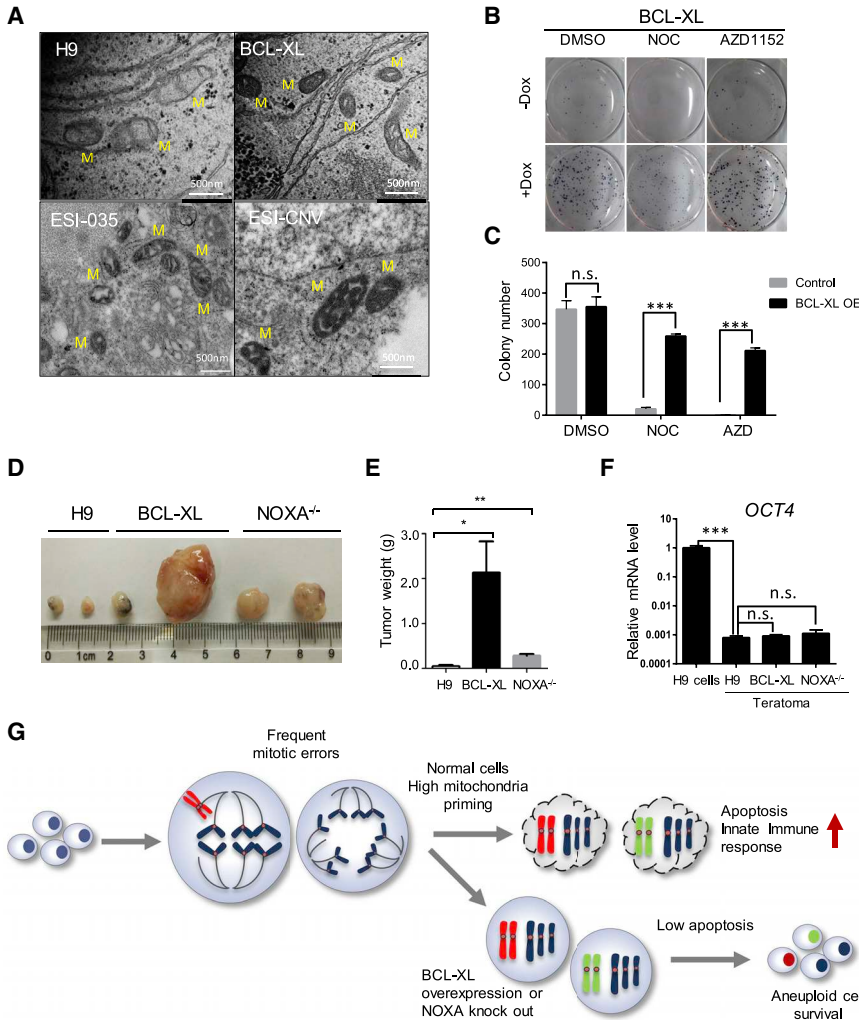 A
H9
M
M
M
500nm
BCL-XL
M
M
M
M
500nm
ESI-035
M
M
M
M
M
500nm
ESI-CNV
M
M
M
500nm
B
BCL-XL
DMSO NOC AZD1152
-Dox
+Dox
C
Colony number
500
400
300
200
100
0
n.s.
***
***
Control
BCL-XL OE
DMSO NOC AZD
D
H9 BCL-XL NOXA-/-
0 1cm 2 3 4 5 6 7 8 9
E
Tumor weight (g)
3.0
2.0
1.0
0.0
**
*
H9 BCL-XL NOXA-/-
F
OCT4
Relative mRNA level
10
1
0.1
0.01
0.001
0.0001
***
n.s.
n.s.
H9 cells H9 BCL-XL NOXA-/-
Teratoma
G
Frequent
mitotic errors
Normal cells
High mitochondria
priming
Apoptosis
Innate Immune
response
BCL-XL
overexpression or
NOXA knock out
Low apoptosis
Aneuploid ce
survival